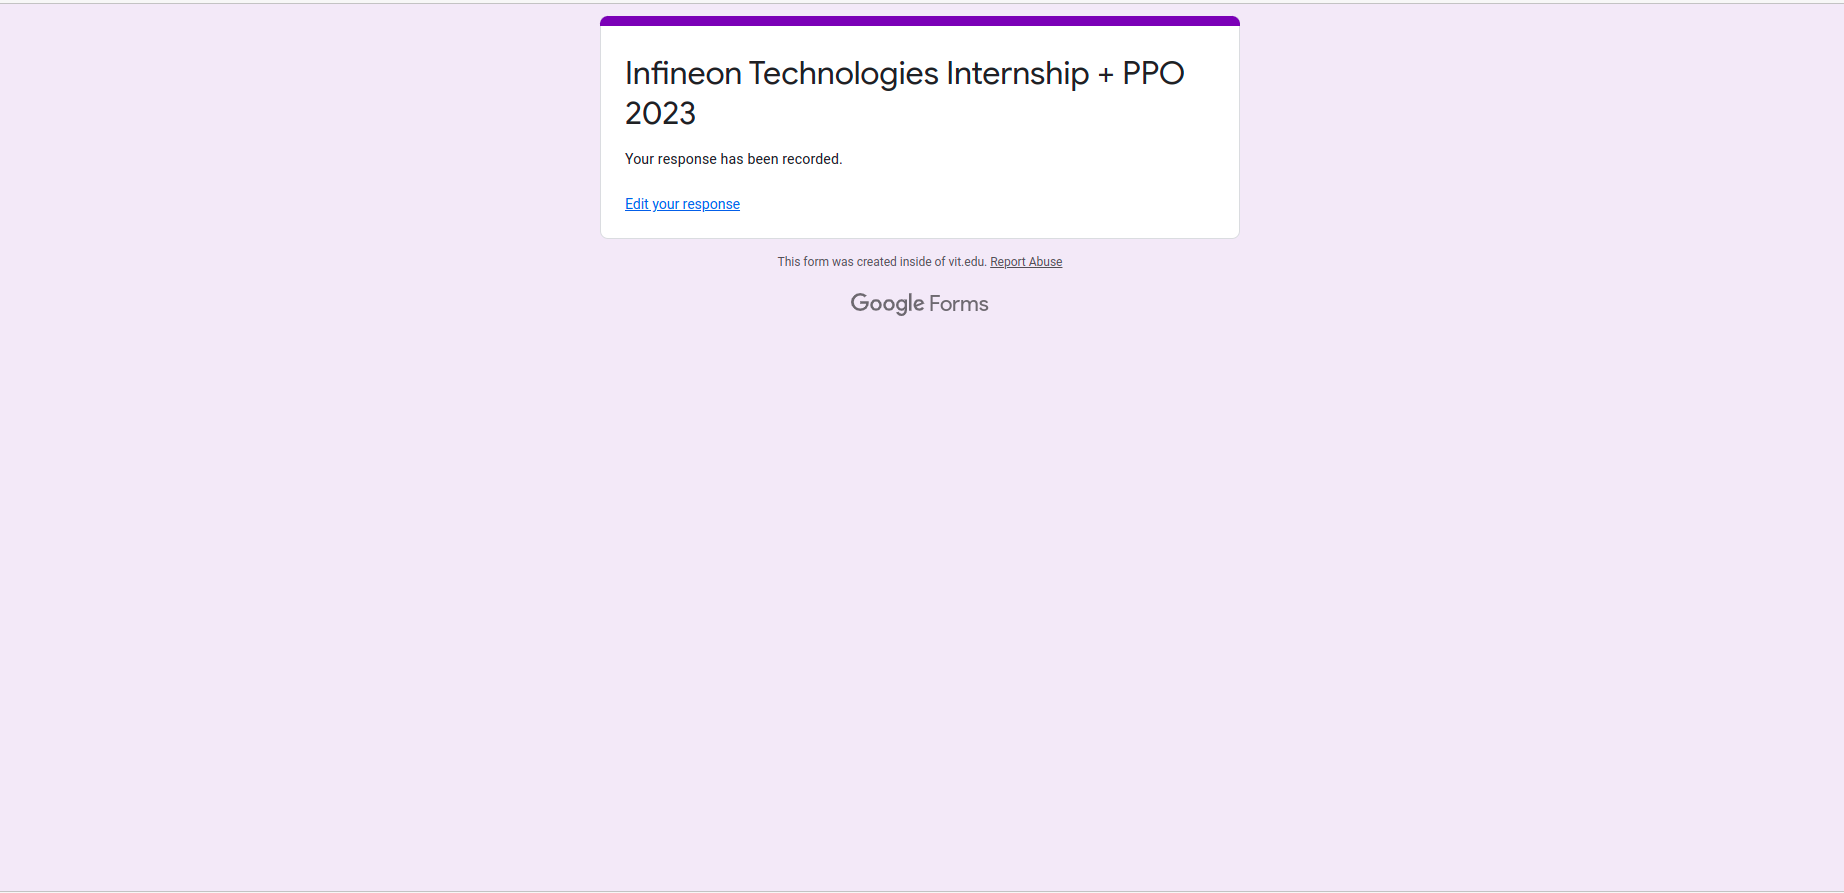 Infineon Technologies Internship + PPO
2023
Your response has been recorded.
Edit your response
This form was created inside of vit.edu. Report Abuse
Google Forms